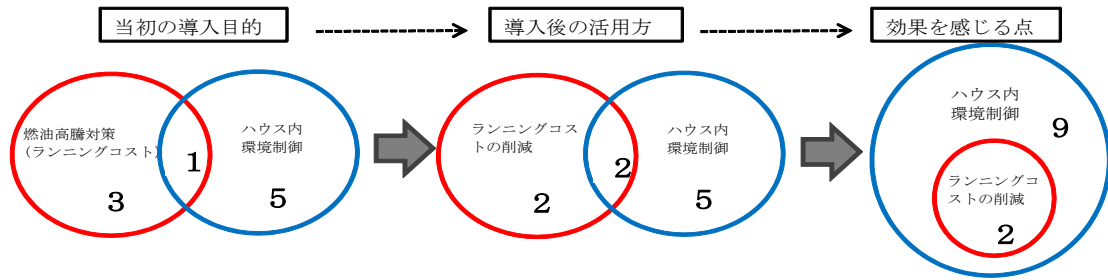 当初の導入目的
導入後の活用方
効果を感じる点
燃油高騰対策
（ランニングコスト）
3
1
ハウス内
環境制御
5
ランニングコス
トの削減
2
2
ハウス内
環境制御
5
ハウス内
環境制御
9
ランニングコ
ストの削減
2